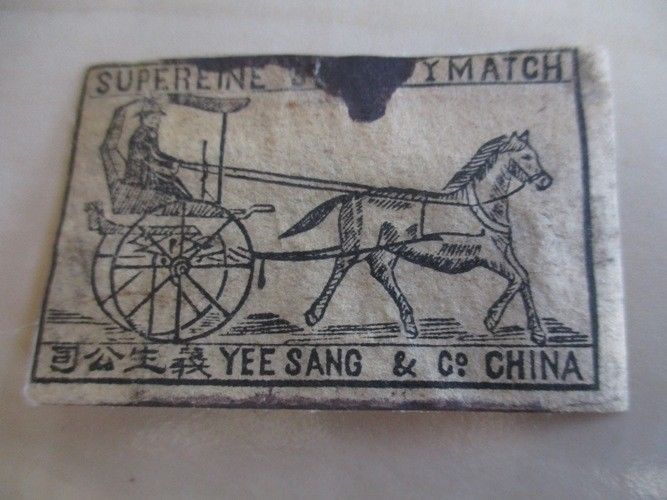 SUPEREINE YMATCH
義生公司 YEE SANG & Cº CHINA